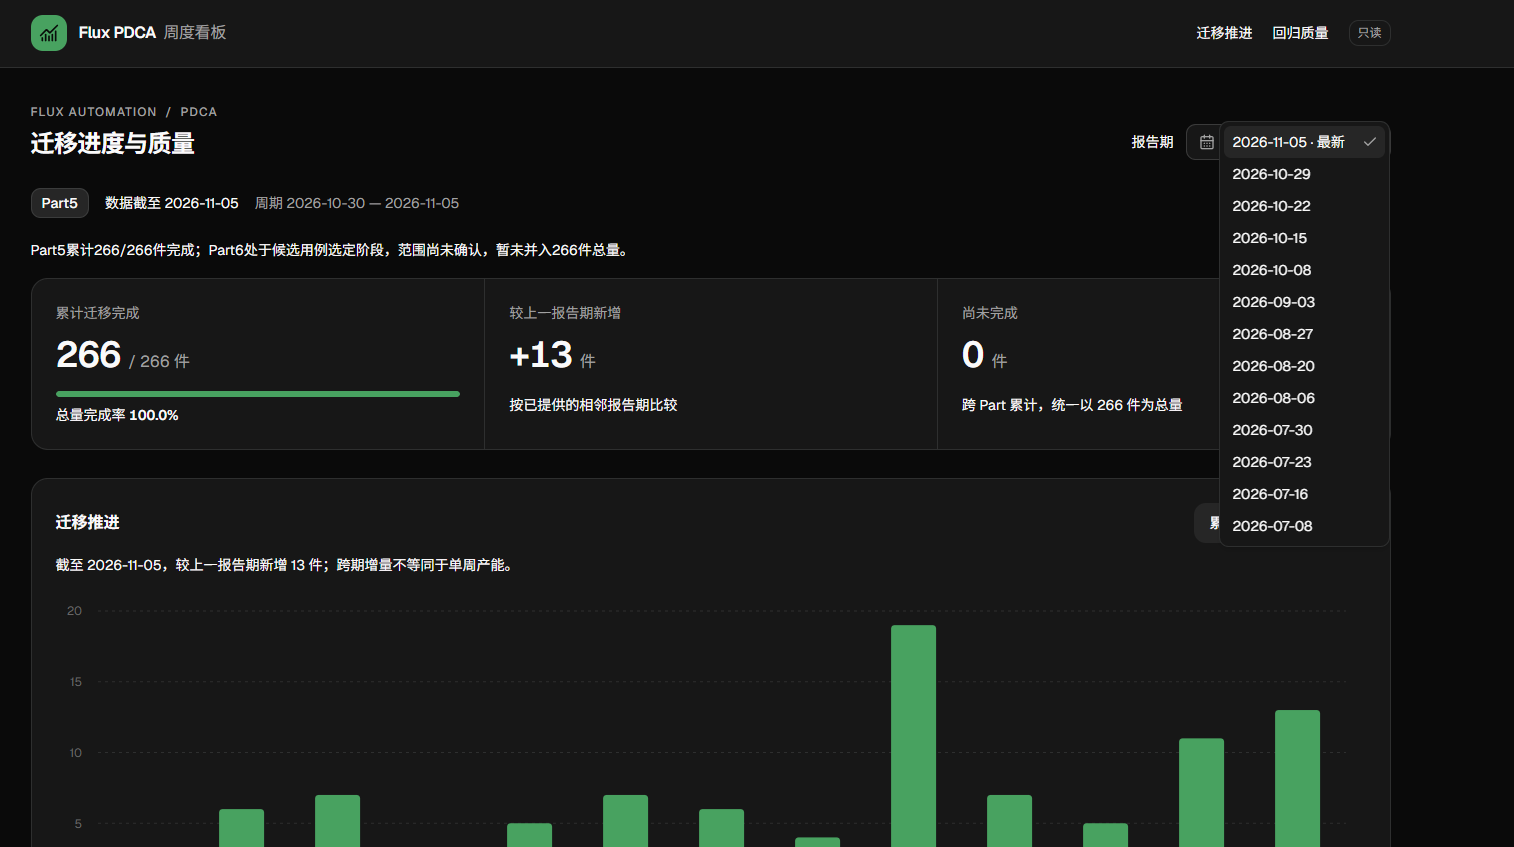 Flux PDCA 周度看板
迁移推进
回归质量
只读
FLUX AUTOMATION / PDCA
迁移进度与质量
报告期
2026-11-05 · 最新
2026-10-29
2026-10-22
2026-10-15
2026-10-08
2026-09-03
2026-08-27
2026-08-20
2026-08-06
2026-07-30
2026-07-23
2026-07-16
2026-07-08
Part5
数据截至 2026-11-05
周期 2026-10-30 — 2026-11-05
Part5累计266/266件完成；Part6处于候选用例选定阶段，范围尚未确认，暂未并入266件总量。
累计迁移完成
266 / 266 件
总量完成率 100.0%
较上一报告期新增
+13 件
按已提供的相邻报告期比较
尚未完成
0 件
跨 Part 累计，统一以 266 件为总量
迁移推进
累
截至 2026-11-05，较上一报告期新增 13 件；跨期增量不等同于单周产能。
20
15
10
5